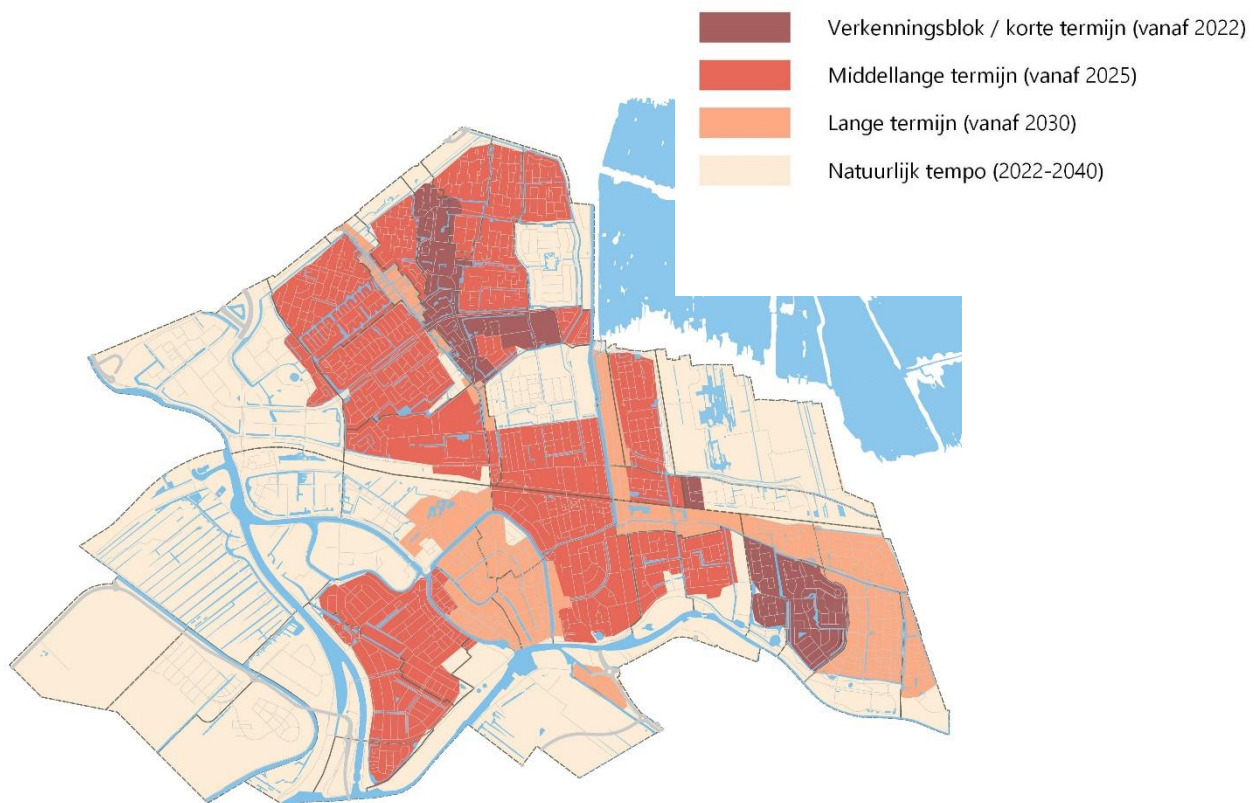 Verkenningsblok / korte termijn (vanaf 2022)
Middellange termijn (vanaf 2025)
Lange termijn (vanaf 2030)
Natuurlijk tempo (2022-2040)